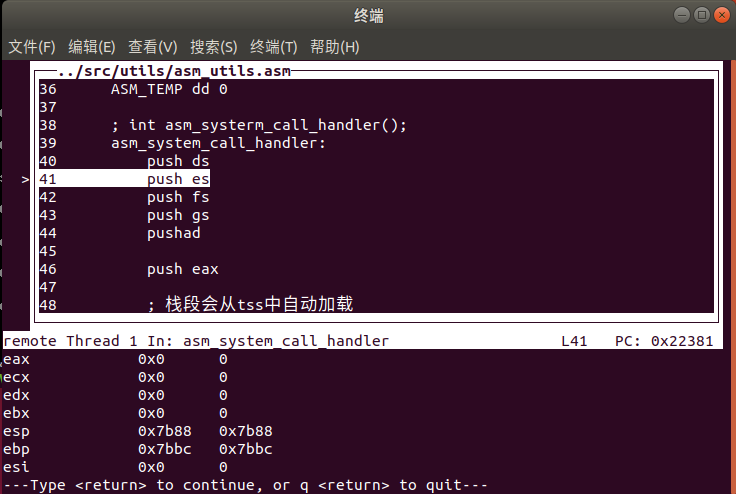 终端
文件(F) 编辑(E) 查看(V) 搜索(S) 终端(T) 帮助(H)
../src/utils/asm_utils.asm
36 ASM_TEMP dd 0
37
38 ; int asm_systerm_call_handler();
39 asm_system_call_handler:
40 push ds
> 41 push es
42 push fs
43 push gs
44 pushad
45
46 push eax
47
48 ; 栈段会从tss中自动加载
remote Thread 1 In: asm_system_call_handler L41 PC: 0x22381
eax 0x0 0
ecx 0x0 0
edx 0x0 0
ebx 0x0 0
esp 0x7b88 0x7b88
ebp 0x7bbc 0x7bbc
esi 0x0 0
---Type <return> to continue, or q <return> to quit---